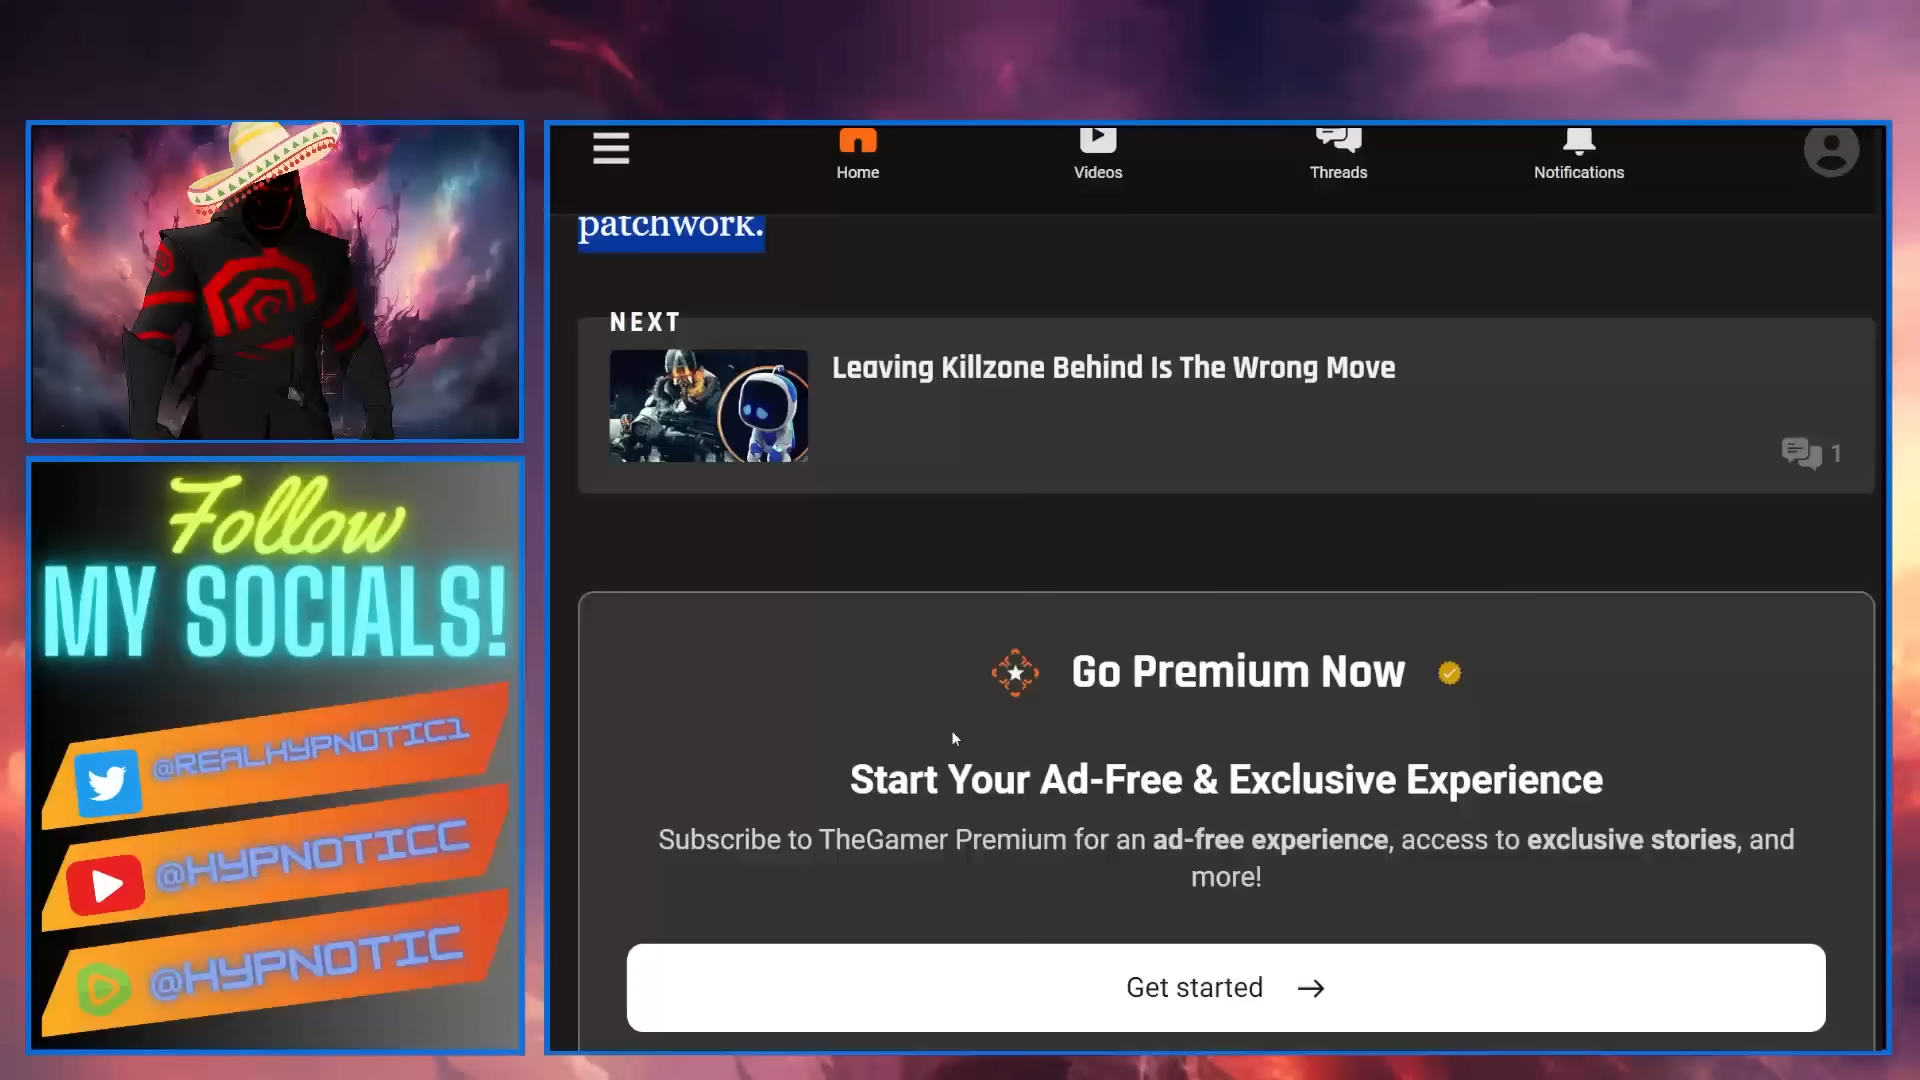 Follow
MY SOCIALS!
@REALHYPNOTIC1
@HYPNOTICC
@HYPNOTIC
Home
Videos
Threads
Notifications
patchwork.
NEXT
Leaving Killzone Behind Is The Wrong Move
1
Go Premium Now
Start Your Ad-Free & Exclusive Experience
Subscribe to TheGamer Premium for an ad-free experience, access to exclusive stories, and
more!
Get started →